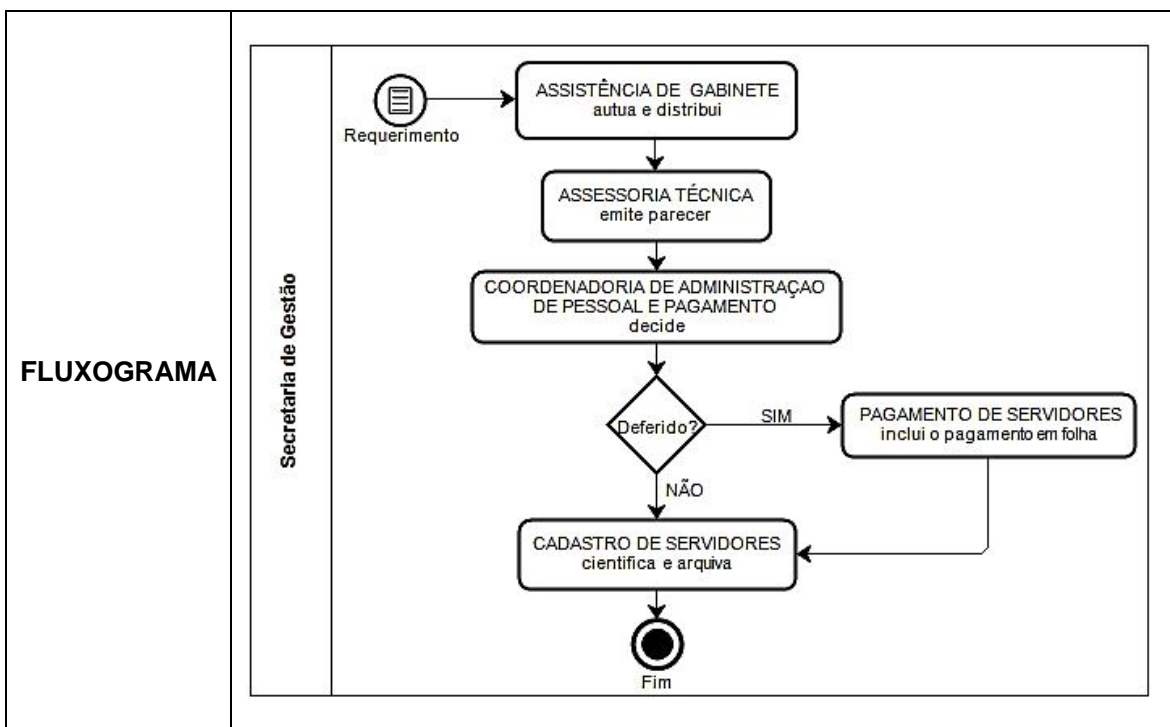 FLUXOGRAMA
Secretaria de Gestão
Requerimento
ASSISTÊNCIA DE GABINETE
autua e distribui
ASSESSORIA TÉCNICA
emite parecer
COORDENADORIA DE ADMINISTRAÇAO
DE PESSOAL E PAGAMENTO
decide
Deferido?
SIM
PAGAMENTO DE SERVIDORES
inclui o pagamento em folha
NÃO
CADASTRO DE SERVIDORES
cientifica e arquiva
Fim